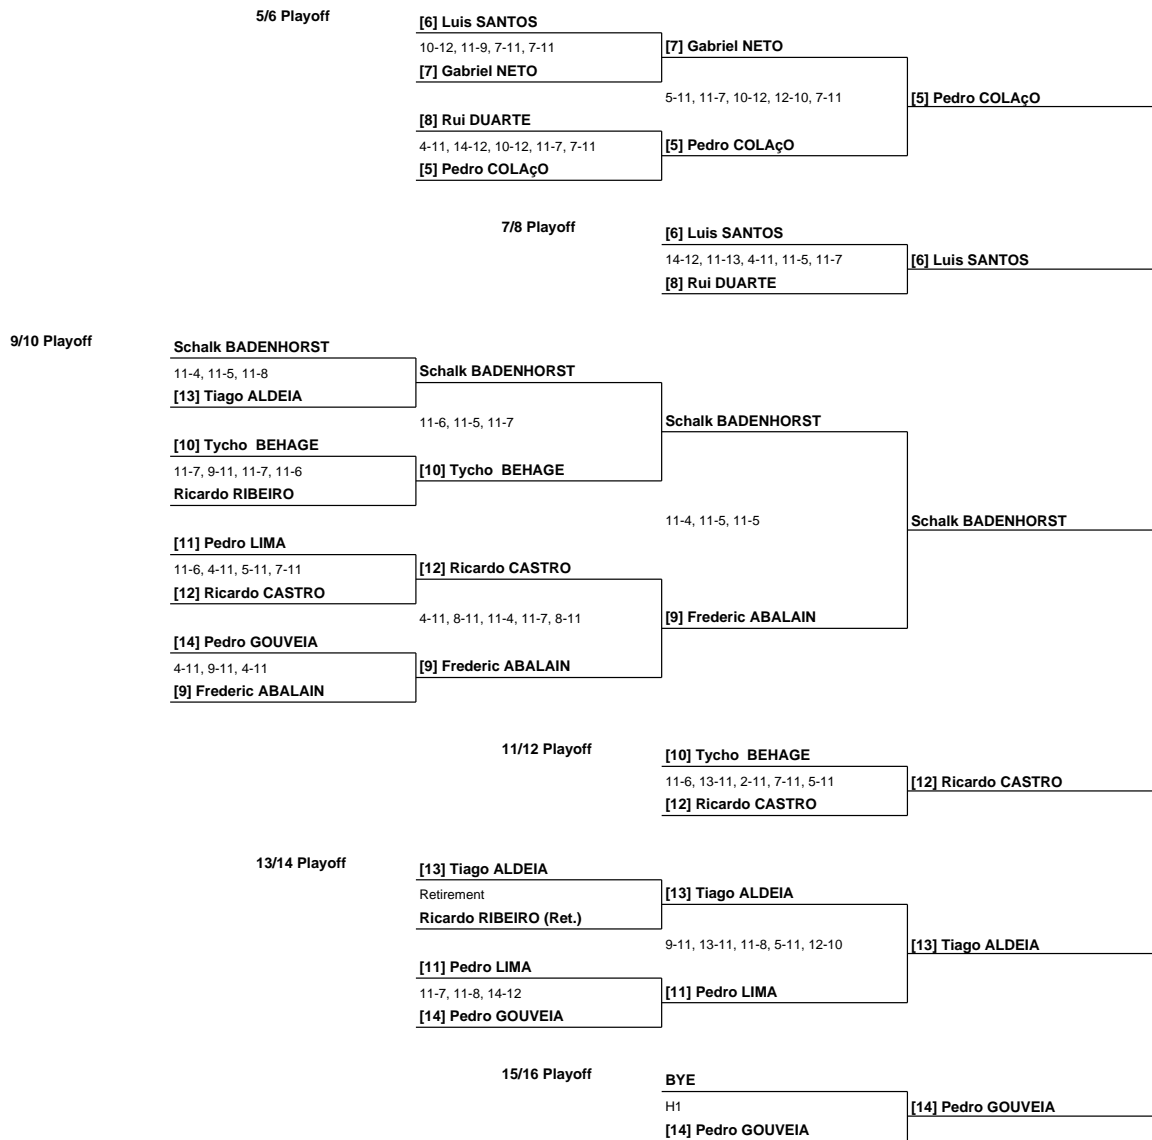 5/6 Playoff
[6] Luis SANTOS
10-12, 11-9, 7-11, 7-11
[7] Gabriel NETO
[7] Gabriel NETO
5-11, 11-7, 10-12, 12-10, 7-11
[5] Pedro COLAçO
[8] Rui DUARTE
4-11, 14-12, 10-12, 11-7, 7-11
[5] Pedro COLAçO
[5] Pedro COLAçO
7/8 Playoff
[6] Luis SANTOS
14-12, 11-13, 4-11, 11-5, 11-7
[6] Luis SANTOS
[8] Rui DUARTE
9/10 Playoff
Schalk BADENHORST
11-4, 11-5, 11-8
Schalk BADENHORST
[13] Tiago ALDEIA
11-6, 11-5, 11-7
Schalk BADENHORST
[10] Tycho  BEHAGE
11-7, 9-11, 11-7, 11-6
[10] Tycho  BEHAGE
Ricardo RIBEIRO
11-4, 11-5, 11-5
Schalk BADENHORST
[11] Pedro LIMA
11-6, 4-11, 5-11, 7-11
[12] Ricardo CASTRO
[12] Ricardo CASTRO
4-11, 8-11, 11-4, 11-7, 8-11
[9] Frederic ABALAIN
[14] Pedro GOUVEIA
4-11, 9-11, 4-11
[9] Frederic ABALAIN
[9] Frederic ABALAIN
11/12 Playoff
[10] Tycho  BEHAGE
11-6, 13-11, 2-11, 7-11, 5-11
[12] Ricardo CASTRO
[12] Ricardo CASTRO
13/14 Playoff
[13] Tiago ALDEIA
Retirement
[13] Tiago ALDEIA
Ricardo RIBEIRO (Ret.)
9-11, 13-11, 11-8, 5-11, 12-10
[13] Tiago ALDEIA
[11] Pedro LIMA
11-7, 11-8, 14-12
[11] Pedro LIMA
[14] Pedro GOUVEIA
15/16 Playoff
BYE
H1
[14] Pedro GOUVEIA
[14] Pedro GOUVEIA